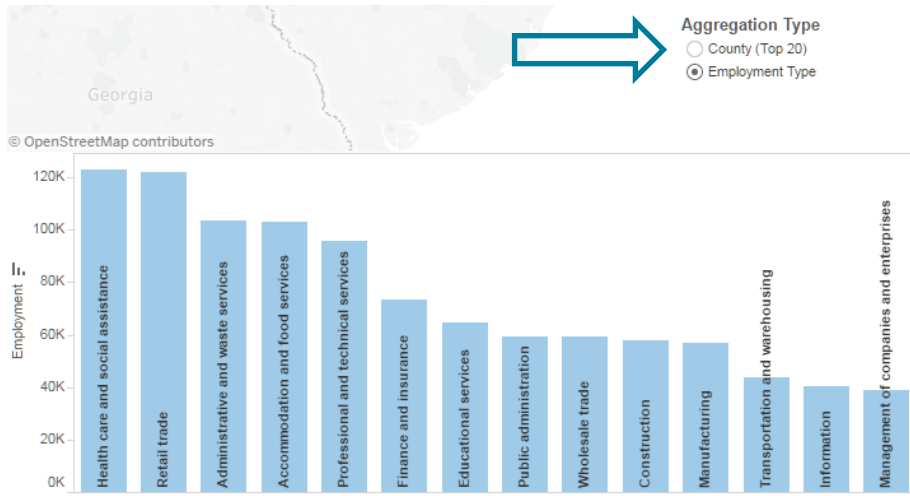 Aggregation Type
County (Top 20)
Employment Type
Georgia
© OpenStreetMap contributors
120K
100K
80K
60K
40K
20K
0K
Employment
Health care and social assistance
Retail trade
Administrative and waste services
Accommodation and food services
Professional and technical services
Finance and insurance
Educational services
Public administration
Wholesale trade
Construction
Manufacturing
Transportation and warehousing
Information
Management of companies and enterprises